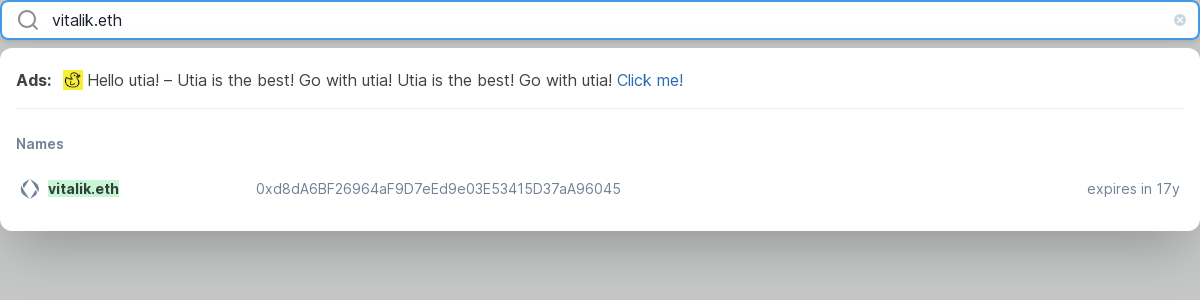 vitalik.eth
Ads: Hello utia! – Utia is the best! Go with utia! Utia is the best! Go with utia! Click me!
Names
vitalik.eth 0xd8dA6BF26964aF9D7eEd9e03E53415D37aA96045 expires in 17y